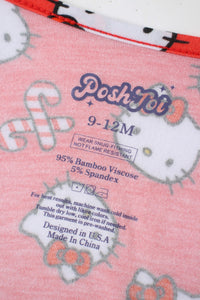 Posh Toi
9-12M
WEAR SNUG-FITTING
NOT FLAME RESISTANT
95% Bamboo Viscose
5% Spandex
For best results, machine wash cold inside
out with like colors.
Tumble dry low, cool iron if needed.
This garment is pre-washed.
Designed in U.S.A
Made In China